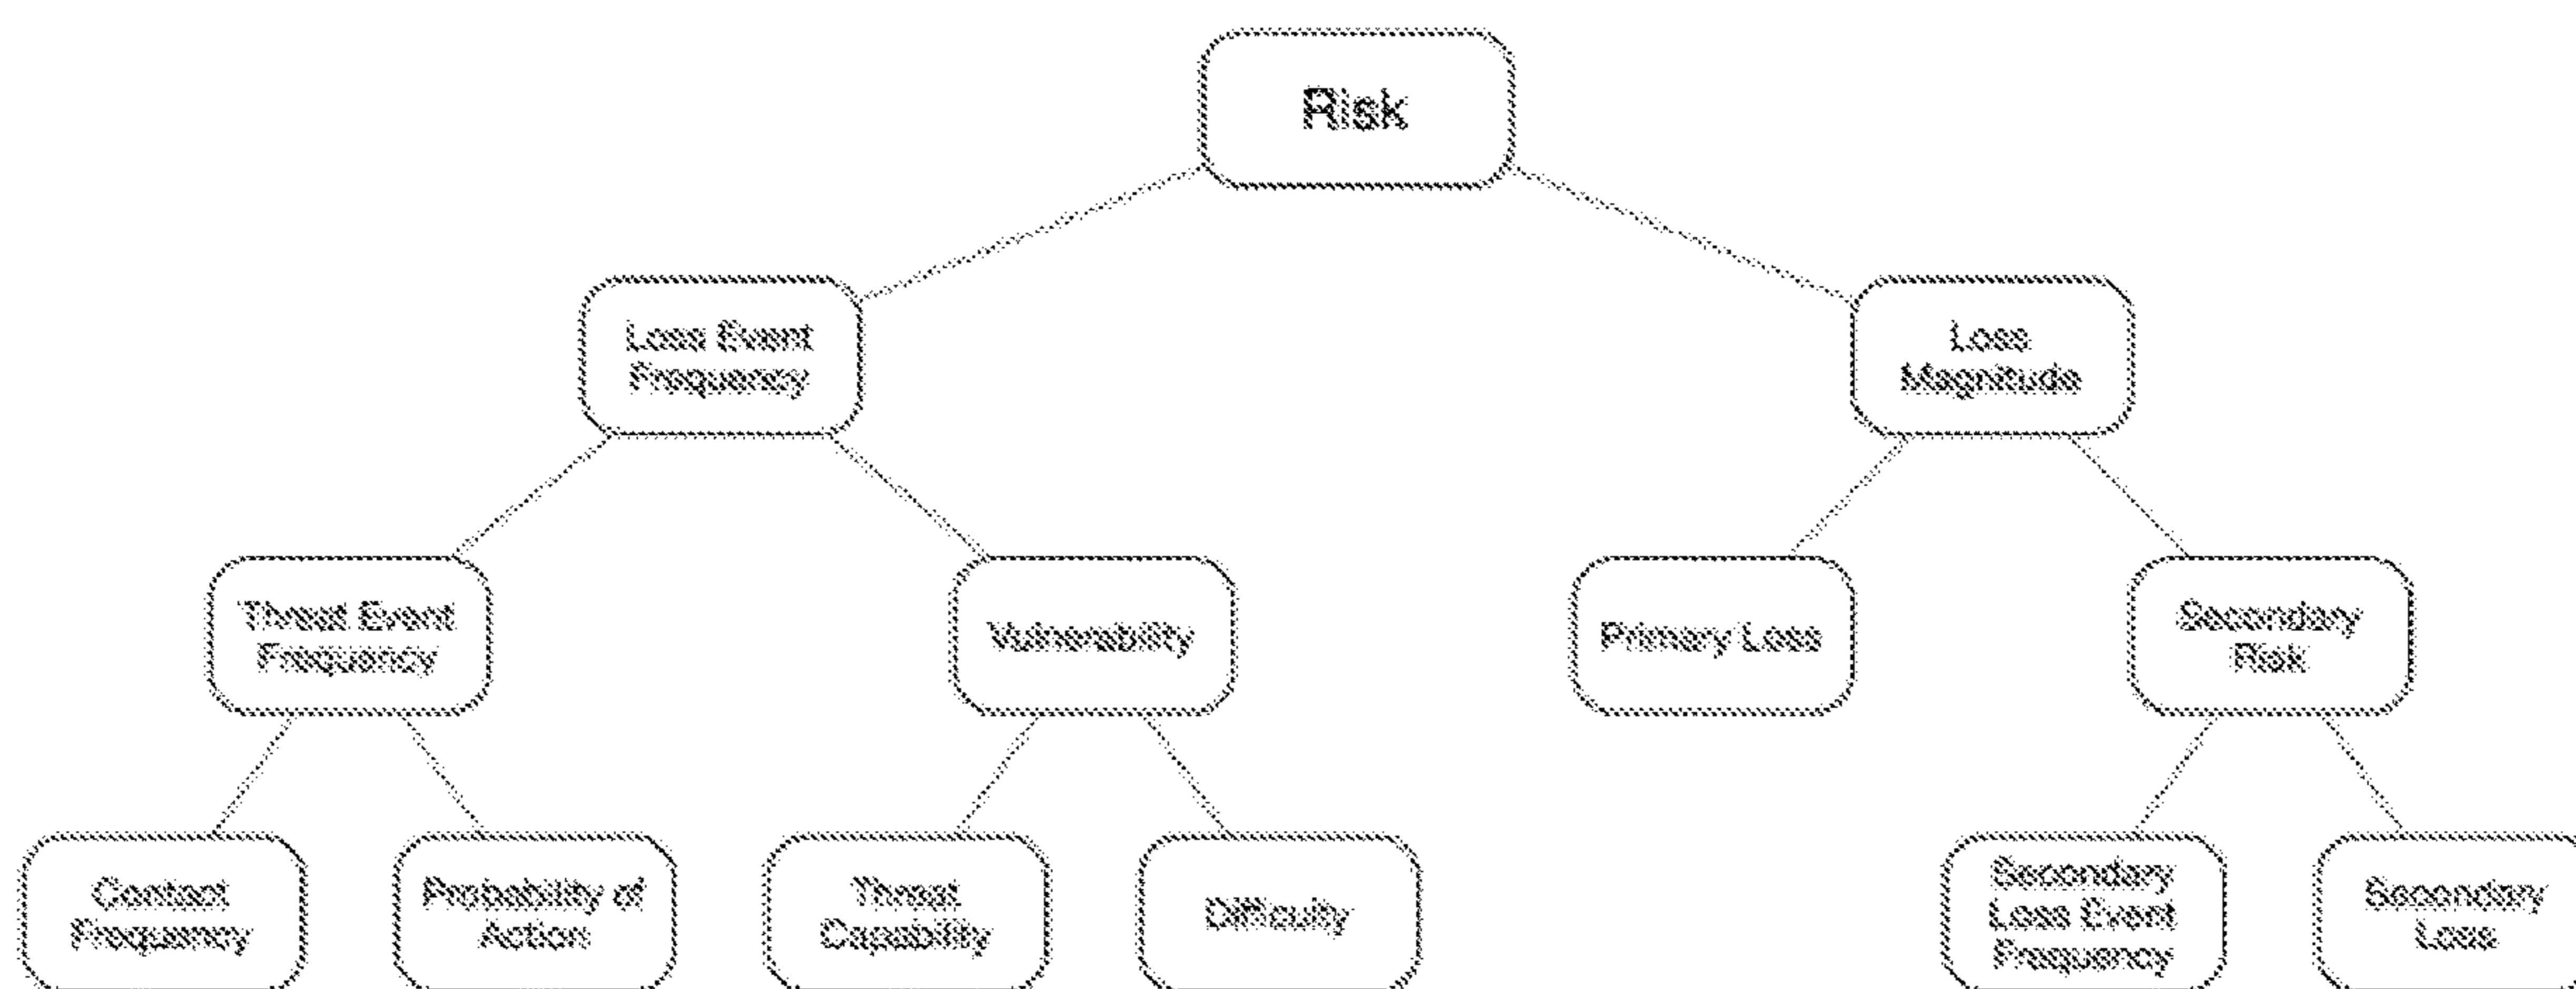 Risk
Loss Event
Frequency
Loss
Magnitude
Threat Event
Frequency
Vulnerability
Primary Loss
Secondary
Risk
Contact
Frequency
Probability of
Action
Threat
Capability
Difficulty
Secondary
Loss Event
Frequency
Secondary
Loss